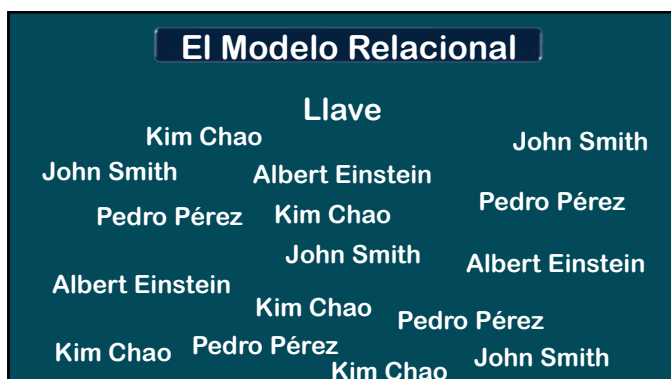 El Modelo Relacional
Llave
Kim Chao
John Smith
John Smith
Albert Einstein
Pedro Pérez
Pedro Pérez
Kim Chao
John Smith
Albert Einstein
Albert Einstein
Kim Chao
Pedro Pérez
Kim Chao
Pedro Pérez
John Smith
Kim Chao